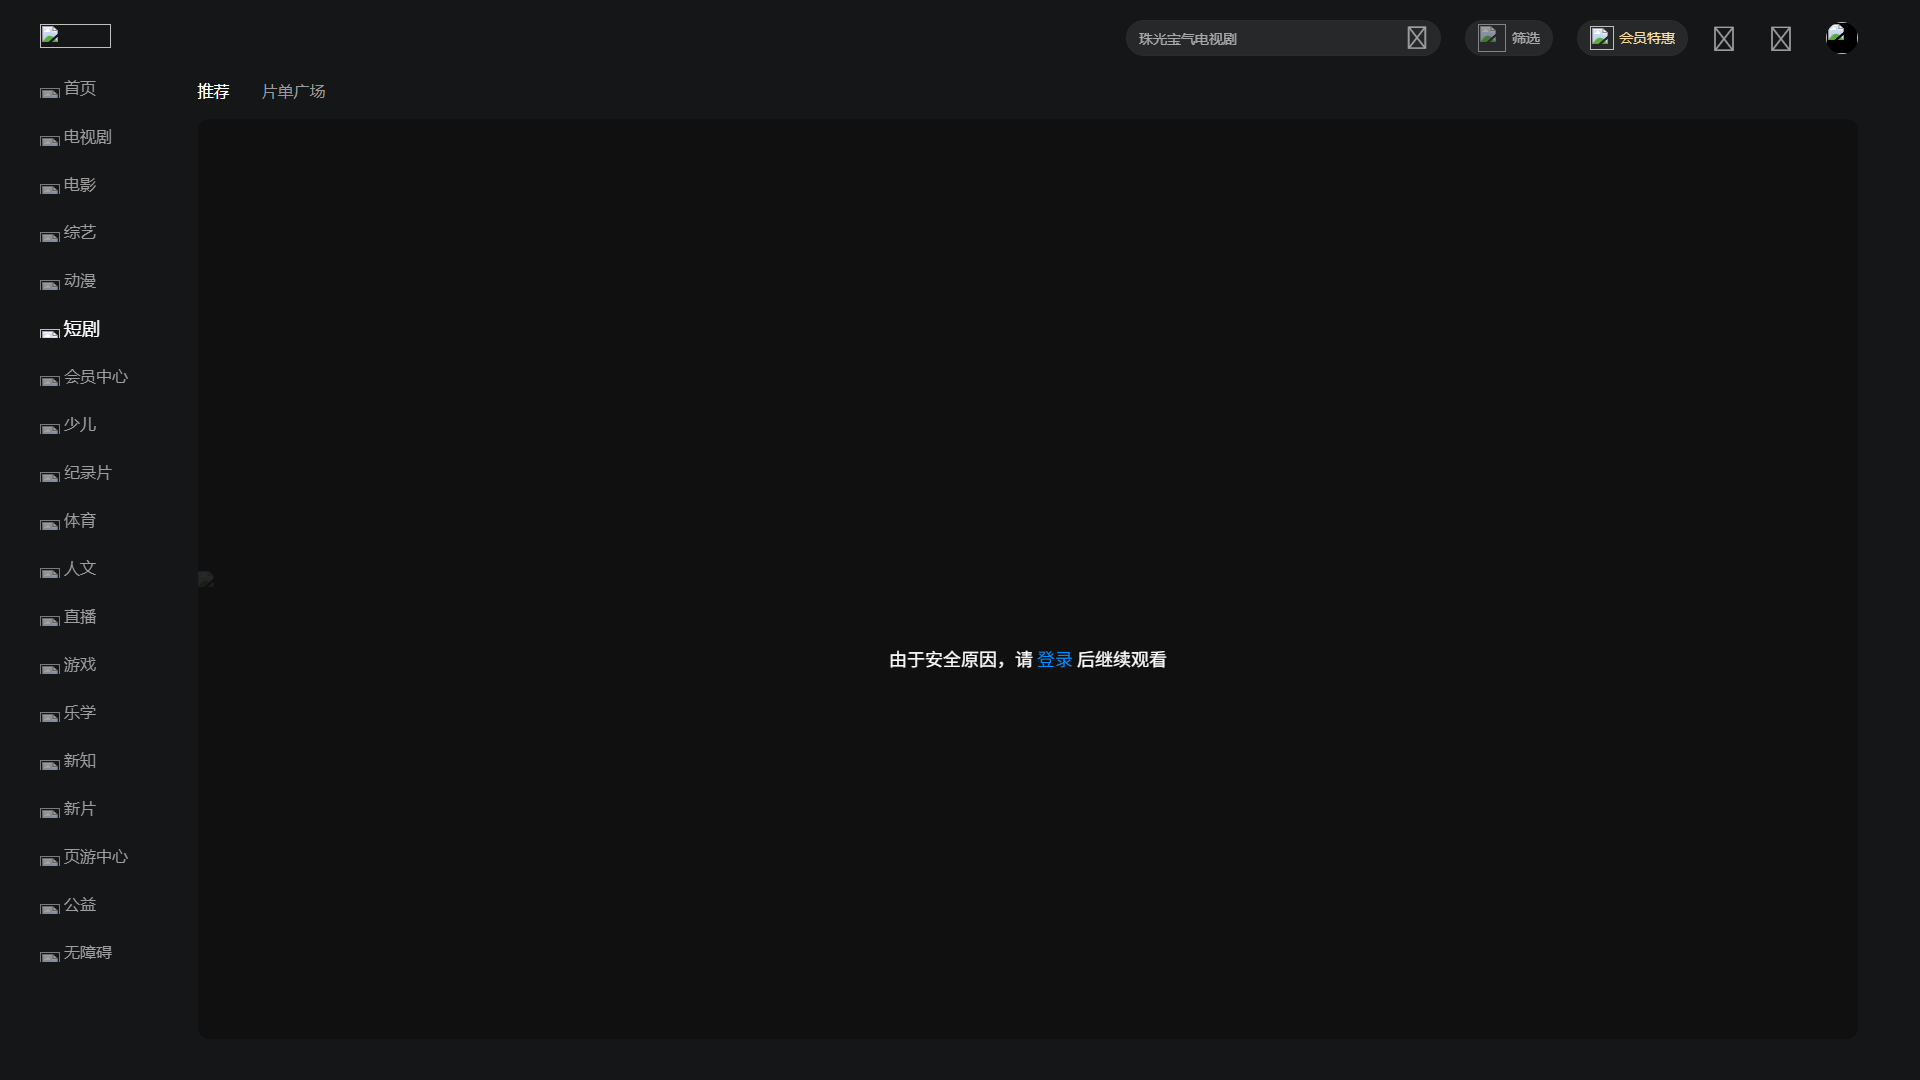 珠光宝气电视剧
筛选
会员特惠
首页
电视剧
电影
综艺
动漫
短剧
会员中心
少儿
纪录片
体育
人文
直播
游戏
乐学
新知
新片
页游中心
公益
无障碍
推荐 片单广场
由于安全原因，请 登录 后继续观看